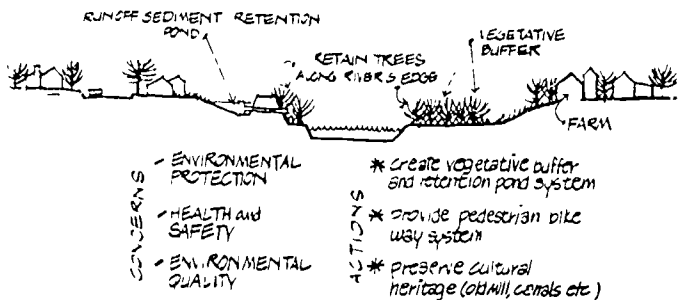 RUNOFF SEDIMENT RETENTION
POND
RETAIN TREES
ALONG RIVER'S EDGE
VEGETATIVE
BUFFER
FARM
CONCERNS
- ENVIRONMENTAL
PROTECTION
- HEALTH and
SAFETY
- ENVIRONMENTAL
QUALITY
ACTIONS
* create vegetative buffer
and retention pond system
* provide pedestrian bike
way system
* preserve cultural
heritage (old mill, canals etc)